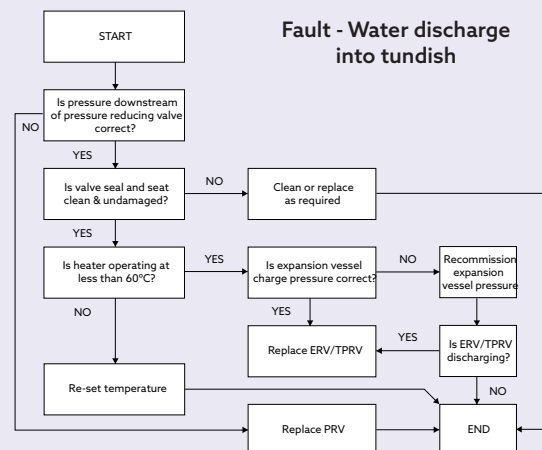 Fault - Water discharge
into tundish
START
Is pressure downstream
of pressure reducing valve
correct?
NO
YES
Is valve seal and seat
clean & undamaged?
NO
Clean or replace
as required
YES
Is heater operating at
less than 60°C?
YES
Is expansion vessel
charge pressure correct?
NO
Recommission
expansion
vessel pressure
NO
YES
Replace ERV/TPRV
YES
Is ERV/TPRV
discharging?
NO
Re-set temperature
Replace PRV
END